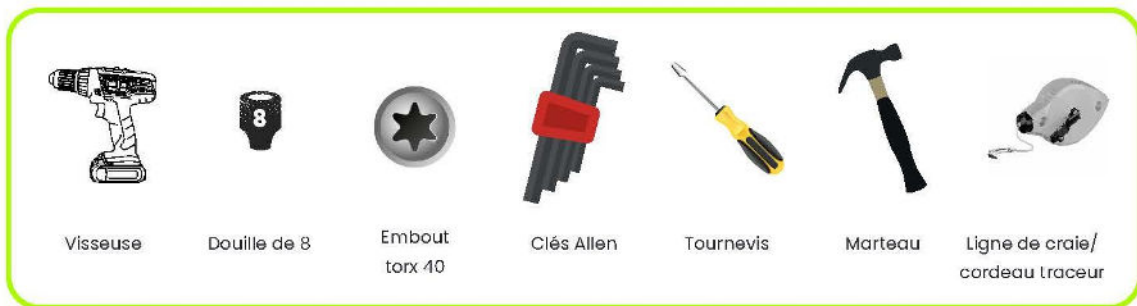 8
Visseuse
Douille de 8
Embout
torx 40
Clés Allen
Tournevis
Marteau
Ligne de craie/
cordeau traceur